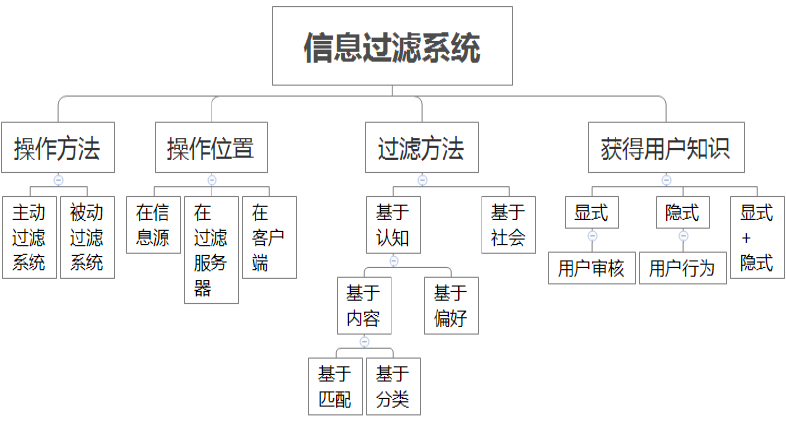 信息过滤系统
操作方法
操作位置
过滤方法
获得用户知识
主动
过滤
系统
被动
过滤
系统
在信
息源
在
过滤
服务
器
在
客户
端
基于
认知
基于
社会
显式
隐式
显式
+
隐式
用户审核
用户行为
基于
内容
基于
偏好
基于
匹配
基于
分类